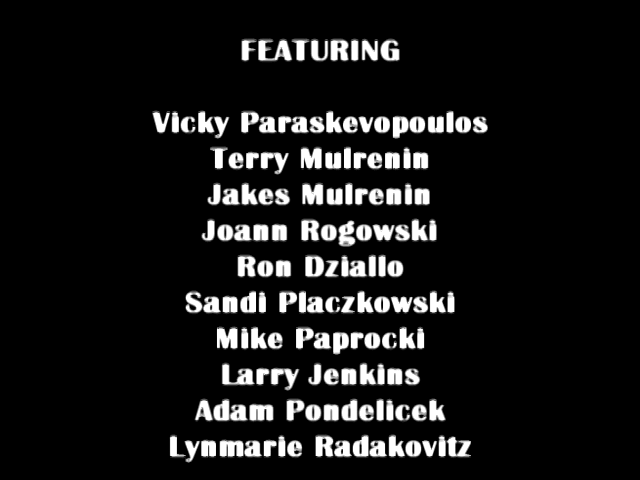 FEATURING
Vicky Paraskevopoulos
Terry Mulrenin
Jakes Mulrenin
Joann Rogowski
Ron Dziallo
Sandi Placzkowski
Mike Paprocki
Larry Jenkins
Adam Pondelicek
Lynmarie Radakovitz